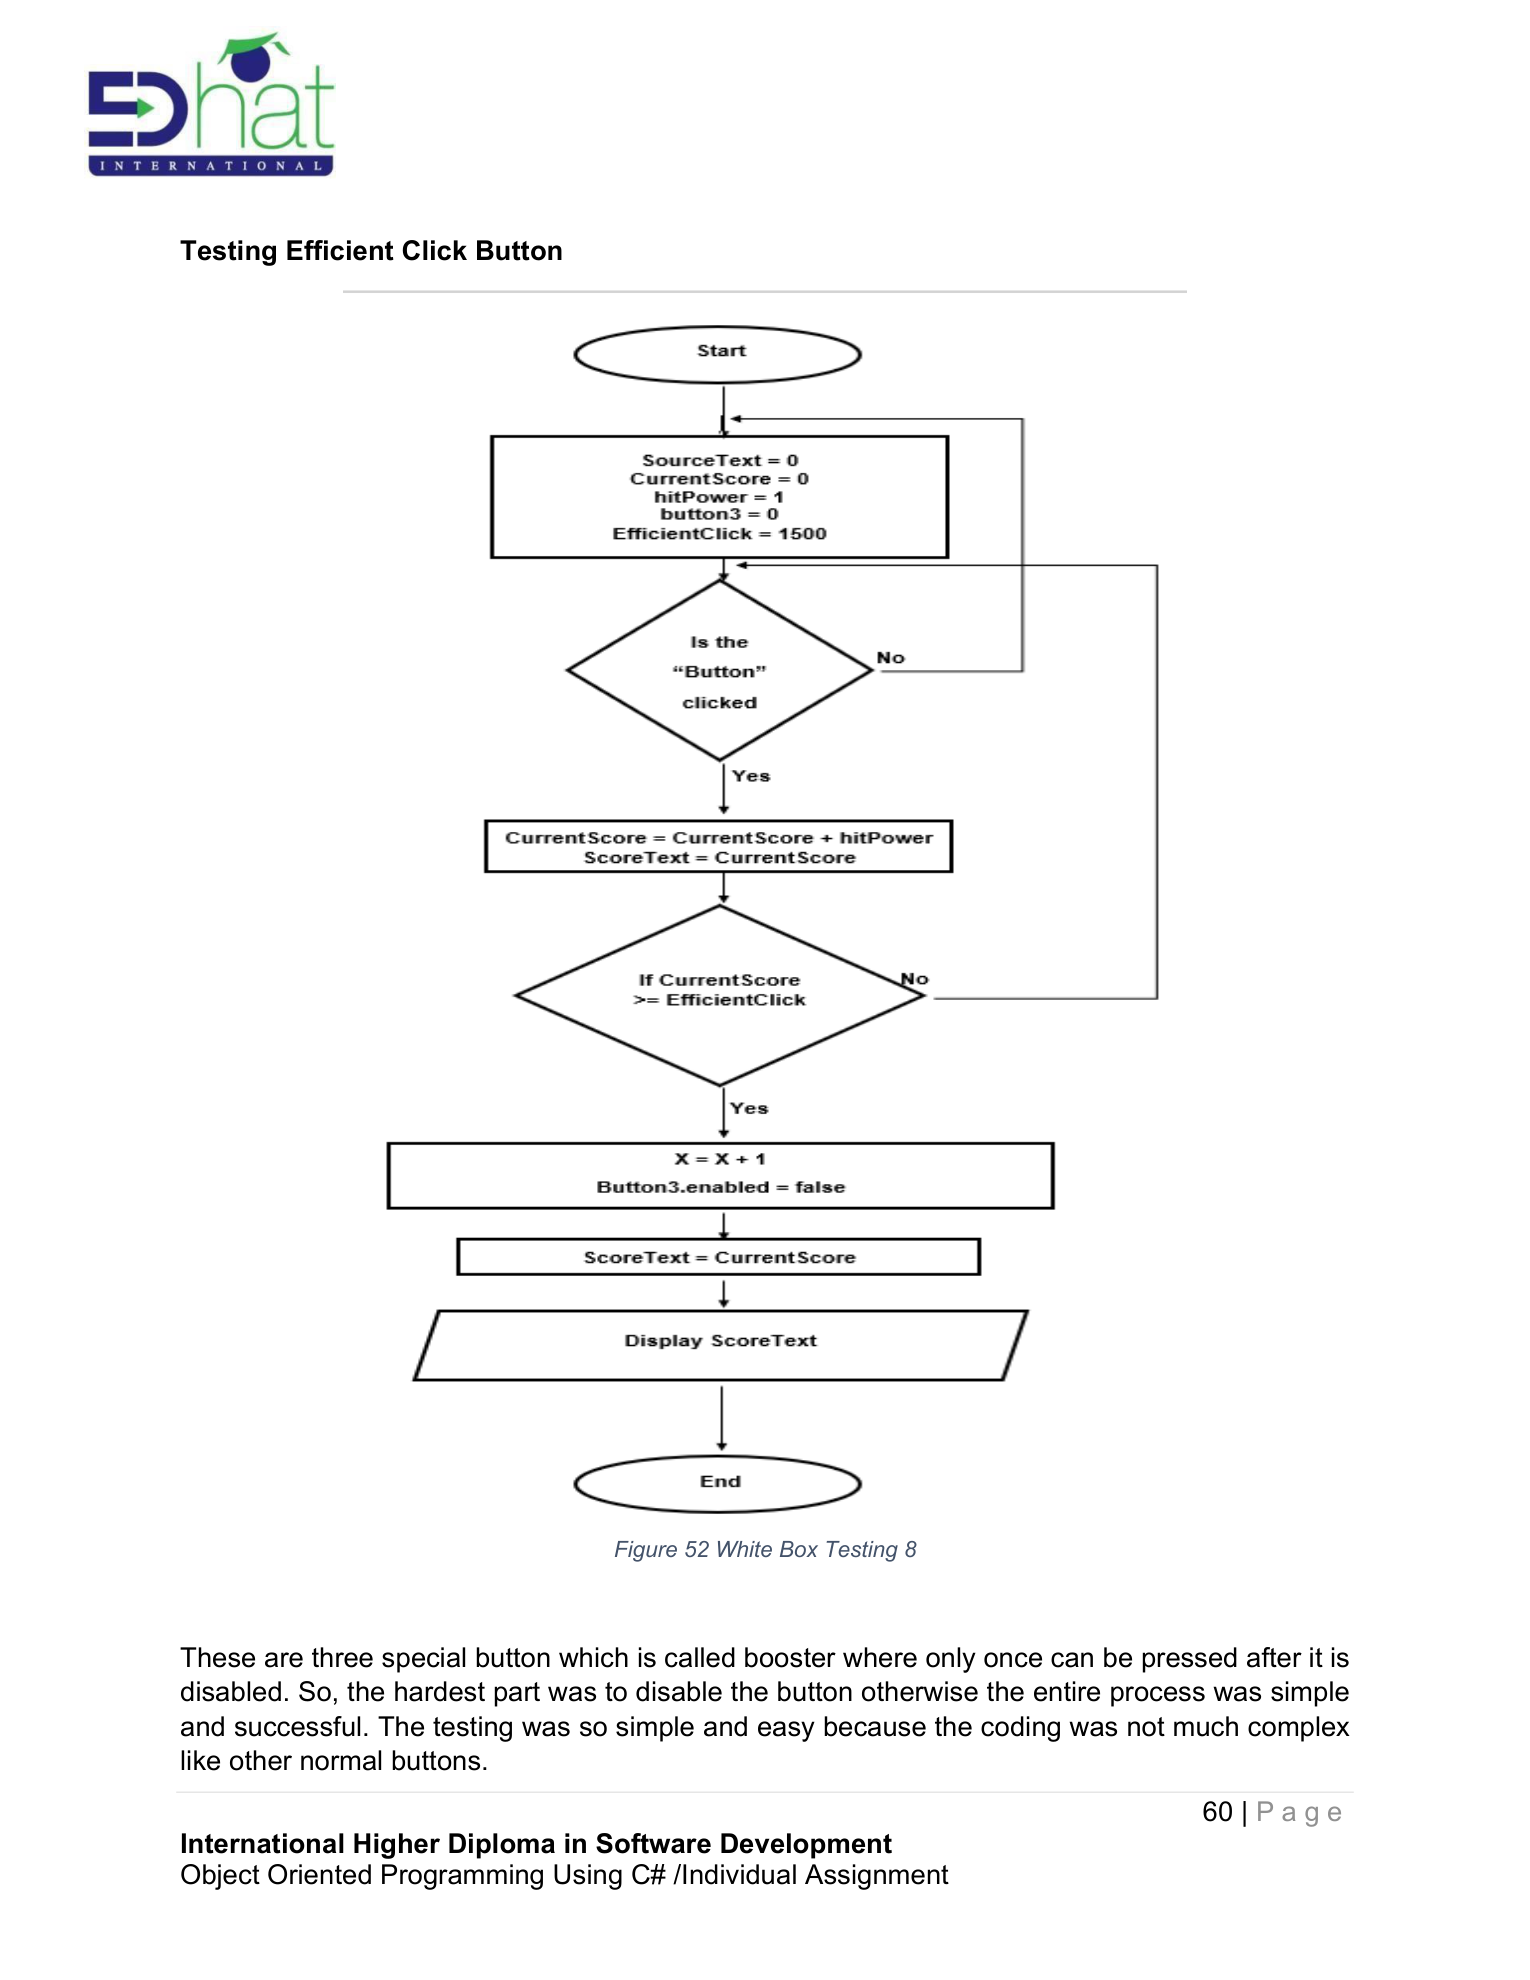 EDhat
INTERNATIONAL
Testing Efficient Click Button
Start
SourceText = 0
CurrentScore = 0
hitPower = 1
button3 = 0
EfficientClick = 1500
Is the
“Button”
clicked
No
Yes
CurrentScore = CurrentScore + hitPower
ScoreText = CurrentScore
If CurrentScore
>= EfficientClick
No
Yes
X = X + 1
Button3.enabled = false
ScoreText = CurrentScore
Display ScoreText
End
Figure 52 White Box Testing 8
These are three special button which is called booster where only once can be pressed after it is
disabled. So, the hardest part was to disable the button otherwise the entire process was simple
and successful. The testing was so simple and easy because the coding was not much complex
like other normal buttons.
60 | Page
International Higher Diploma in Software Development
Object Oriented Programming Using C# /Individual Assignment